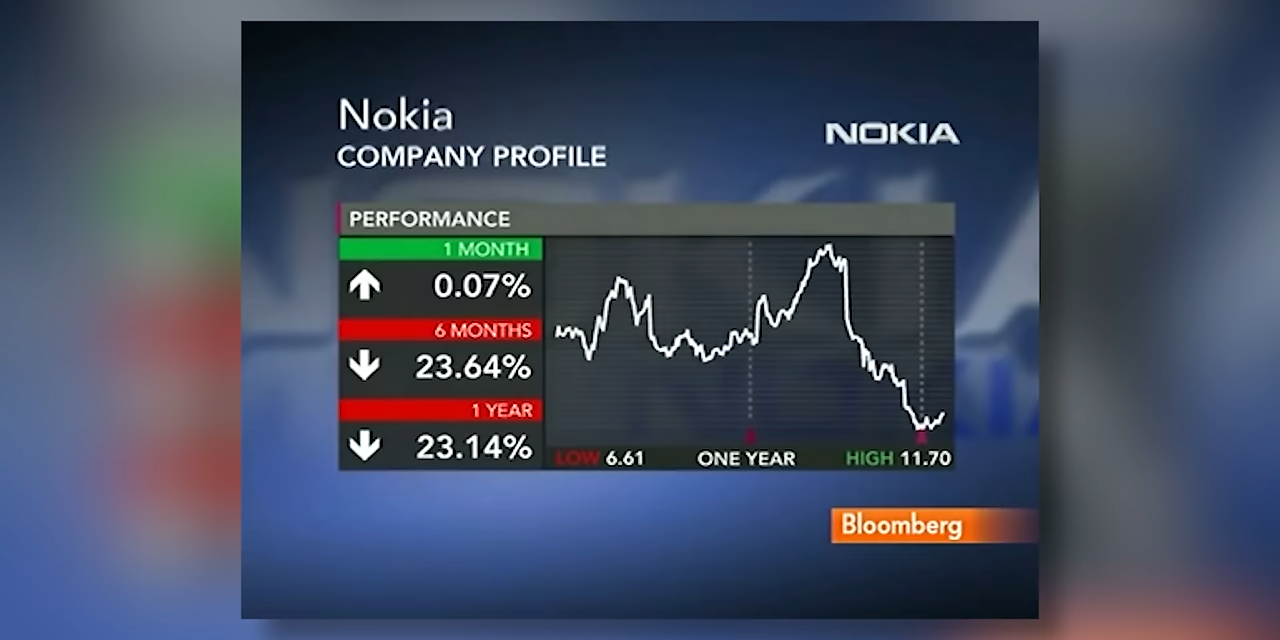 Nokia
COMPANY PROFILE
NOKIA
PERFORMANCE
1 MONTH
0.07%
6 MONTHS
23.64%
1 YEAR
23.14%
LOW 6.61 ONE YEAR HIGH 11.70
Bloomberg